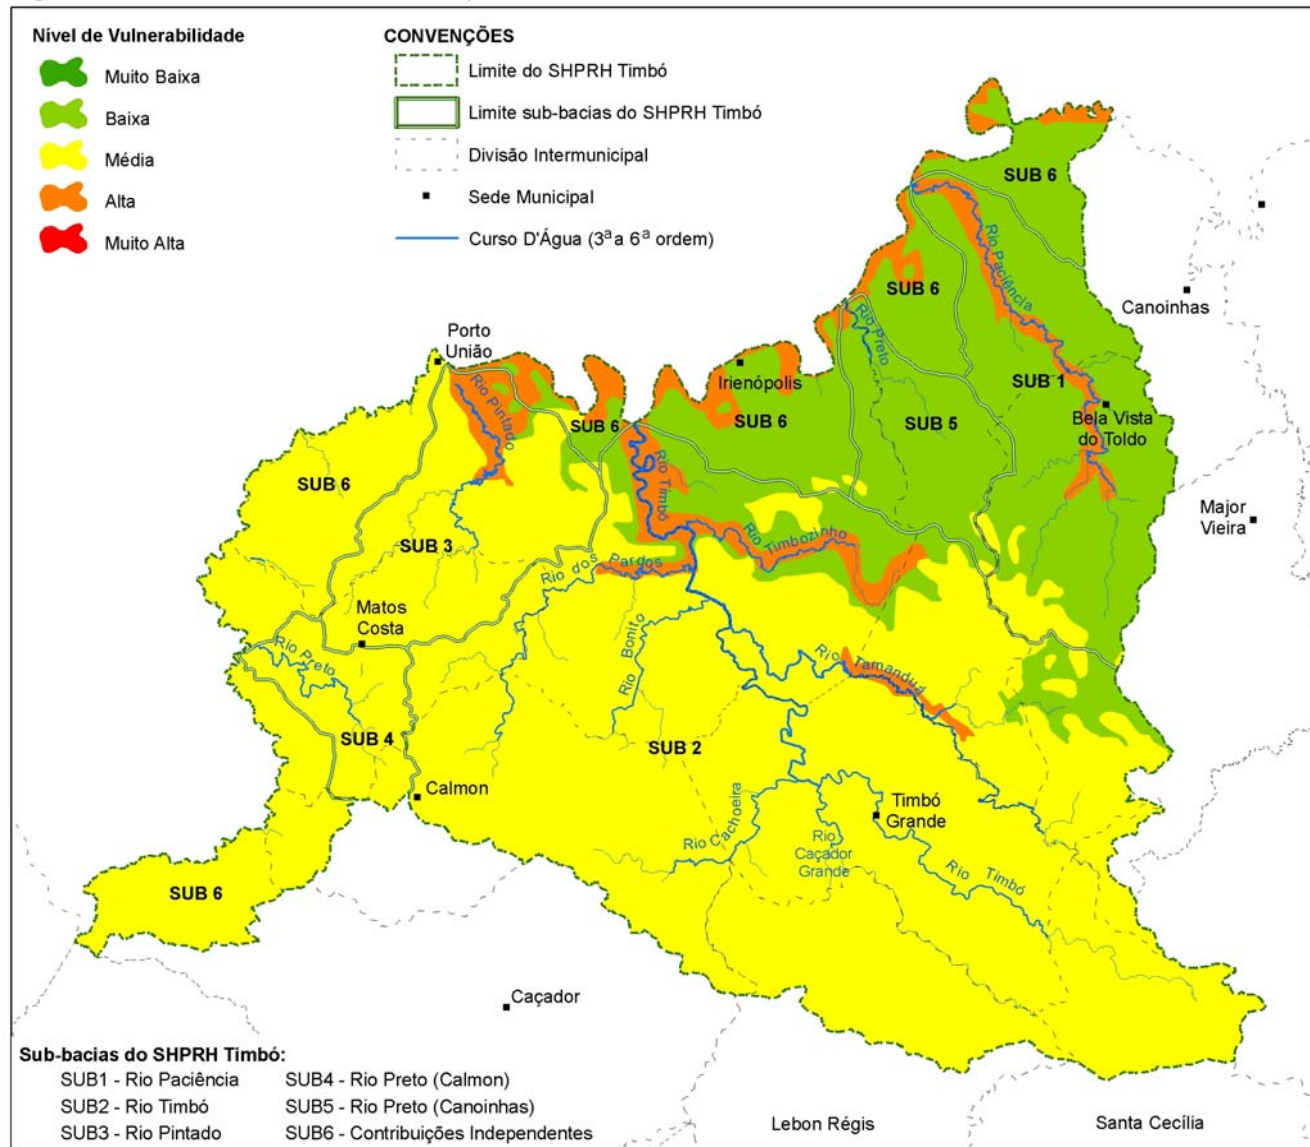 Nível de Vulnerabilidade
Muito Baixa
Baixa
Média
Alta
Muito Alta
CONVENÇÕES
Limite do SHPRH Timbó
Limite sub-bacias do SHPRH Timbó
Divisão Intermunicipal
Sede Municipal
Curso D'Água (3ª a 6ª ordem)
SUB 6
Rio Paciência
SUB 6
Canoinhas
Rio Preto
Porto
União
Irienópolis
SUB 1
Rio Pintado
Bela Vista
do Toldo
SUB 6
SUB 6
SUB 5
Rio Timbó
SUB 6
Major
Vieira
SUB 3
Rio Timbozinho
Rio dos Pardos
Matos
Costa
Rio Bonito
Rio Preto
Rio Tamanduá
SUB 4
SUB 2
Calmon
Timbó
Grande
Rio Cachoeira
Rio
Caçador
Grande
Rio Timbó
SUB 6
Caçador
Sub-bacias do SHPRH Timbó:
SUB1 - Rio Paciência
SUB2 - Rio Timbó
SUB3 - Rio Pintado
SUB4 - Rio Preto (Calmon)
SUB5 - Rio Preto (Canoinhas)
SUB6 - Contribuições Independentes
Lebon Régis
Santa Cecília